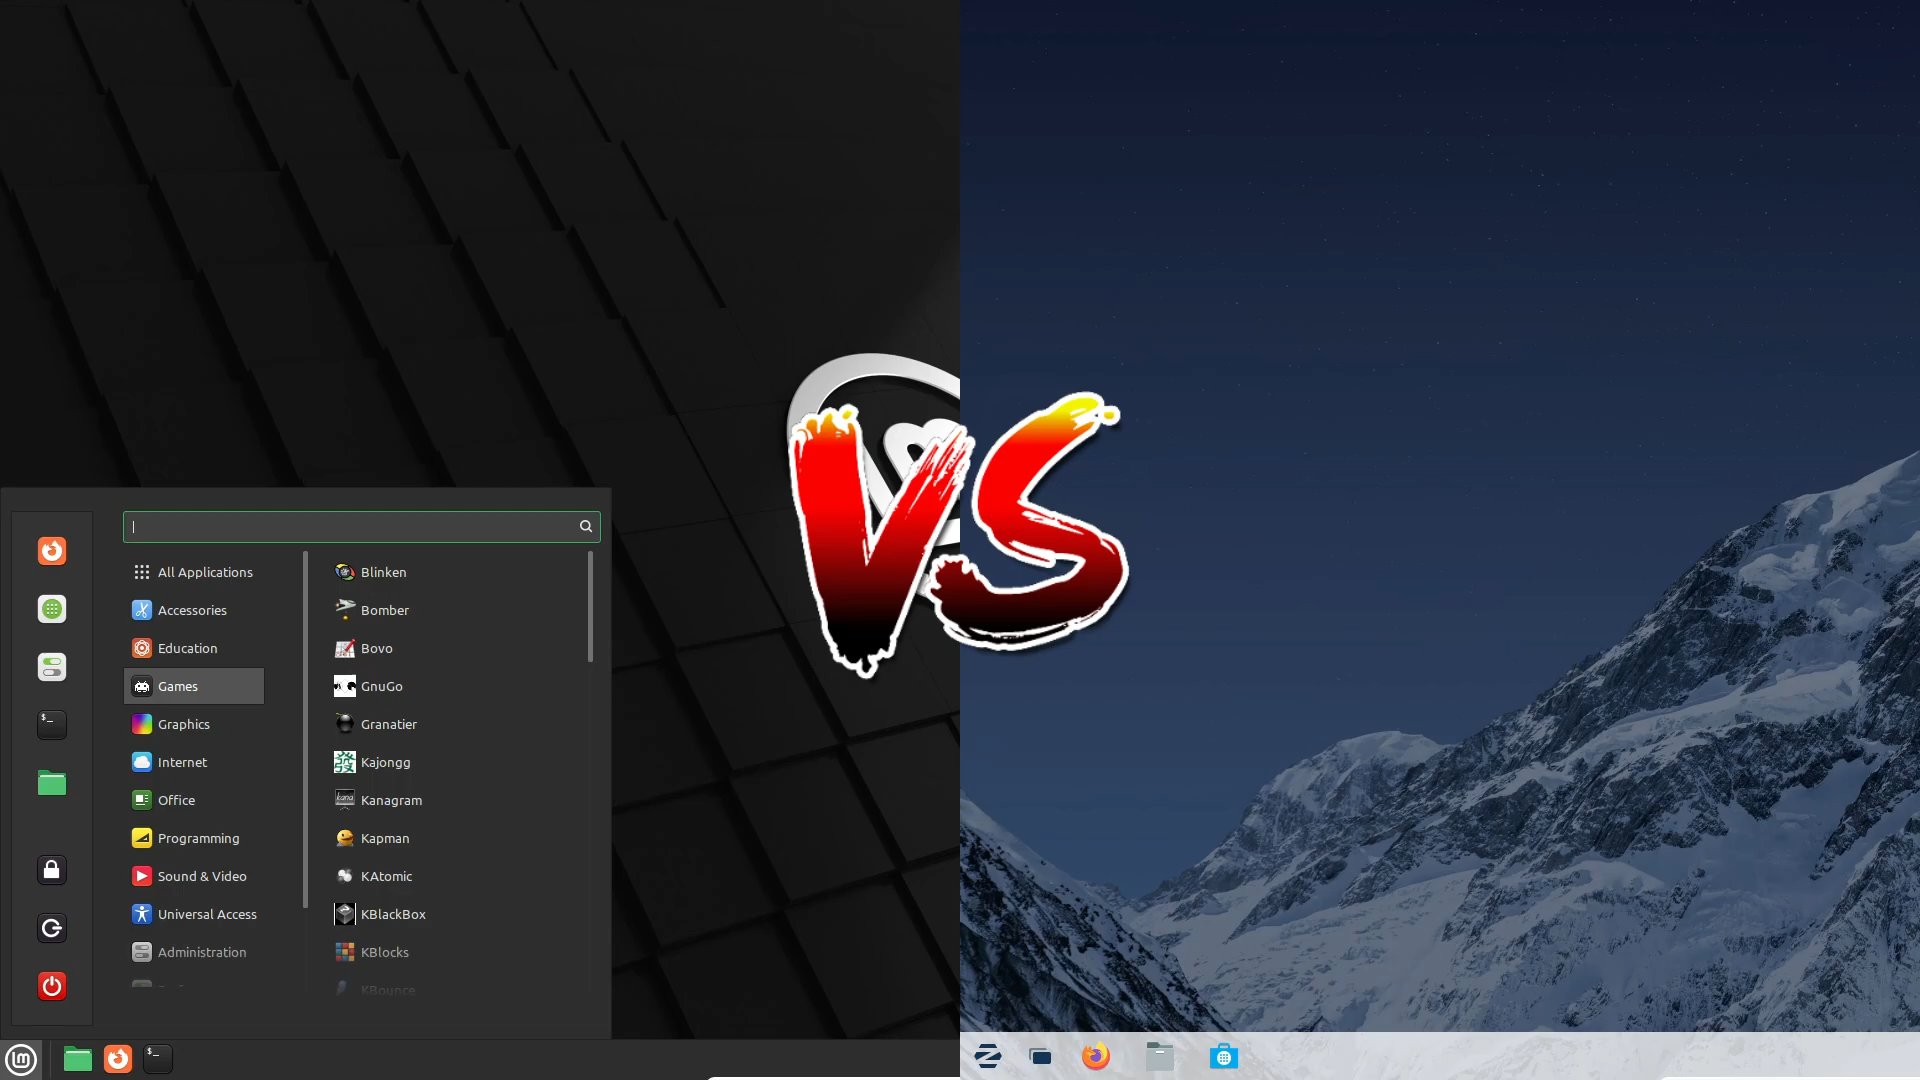 VS
All Applications
Accessories
Education
Games
Graphics
Internet
Office
Programming
Sound & Video
Universal Access
Administration
Blinken
Bomber
Bovo
GnuGo
Granatier
Kajongg
Kanagram
Kapman
KAtomic
KBlackBox
KBlocks
KBounce